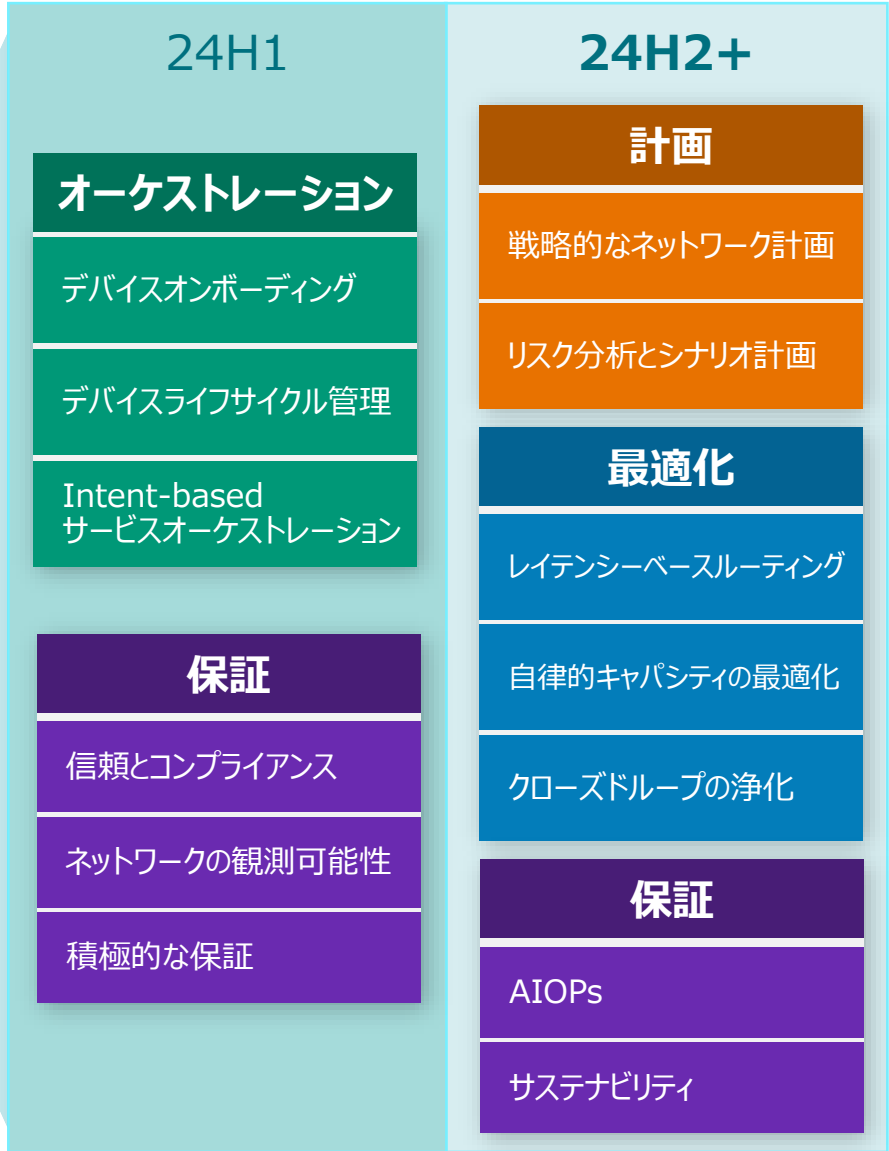 24H1
オーケストレーション
デバイスオンボーディング
デバイスライフサイクル管理
Intent-based
サービスオーケストレーション
保証
信頼とコンプライアンス
ネットワークの観測可能性
積極的な保証
24H2+
計画
戦略的なネットワーク計画
リスク分析とシナリオ計画
最適化
レイテンシーベースルーティング
自律的キャパシティの最適化
クローズドループの浄化
保証
AIOPs
サステナビリティ